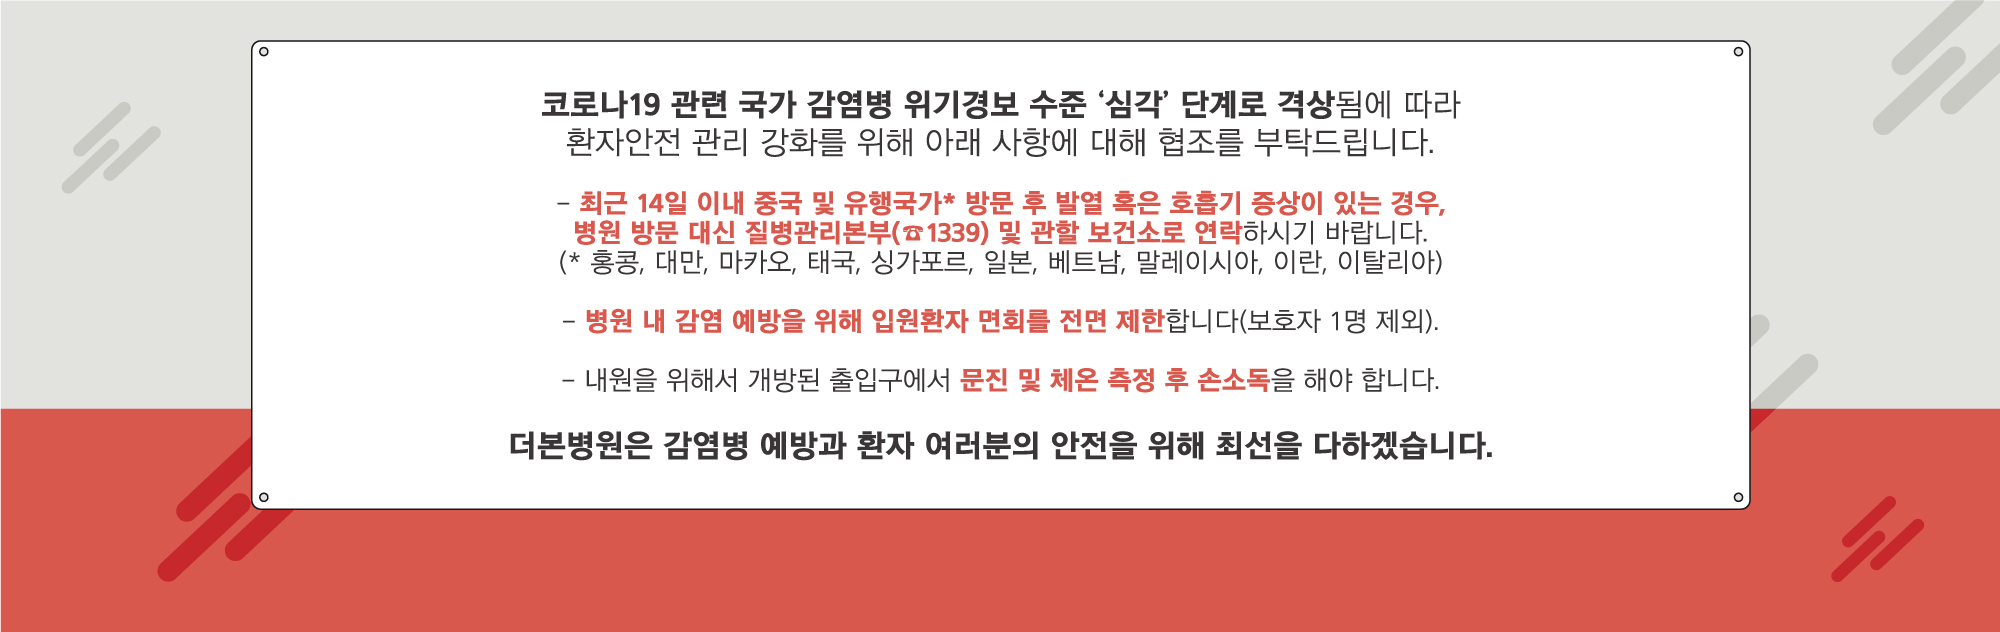 코로나19 관련 국가 감염병 위기경보 수준 ‘심각’ 단계로 격상됨에 따라
환자안전 관리 강화를 위해 아래 사항에 대해 협조를 부탁드립니다.
– 최근 14일 이내 중국 및 유행국가* 방문 후 발열 혹은 호흡기 증상이 있는 경우,
병원 방문 대신 질병관리본부(☎1339) 및 관할 보건소로 연락하시기 바랍니다.
(* 홍콩, 대만, 마카오, 태국, 싱가포르, 일본, 베트남, 말레이시아, 이란, 이탈리아)
– 병원 내 감염 예방을 위해 입원환자 면회를 전면 제한합니다(보호자 1명 제외).
– 내원을 위해서 개방된 출입구에서 문진 및 체온 측정 후 손소독을 해야 합니다.
더본병원은 감염병 예방과 환자 여러분의 안전을 위해 최선을 다하겠습니다.